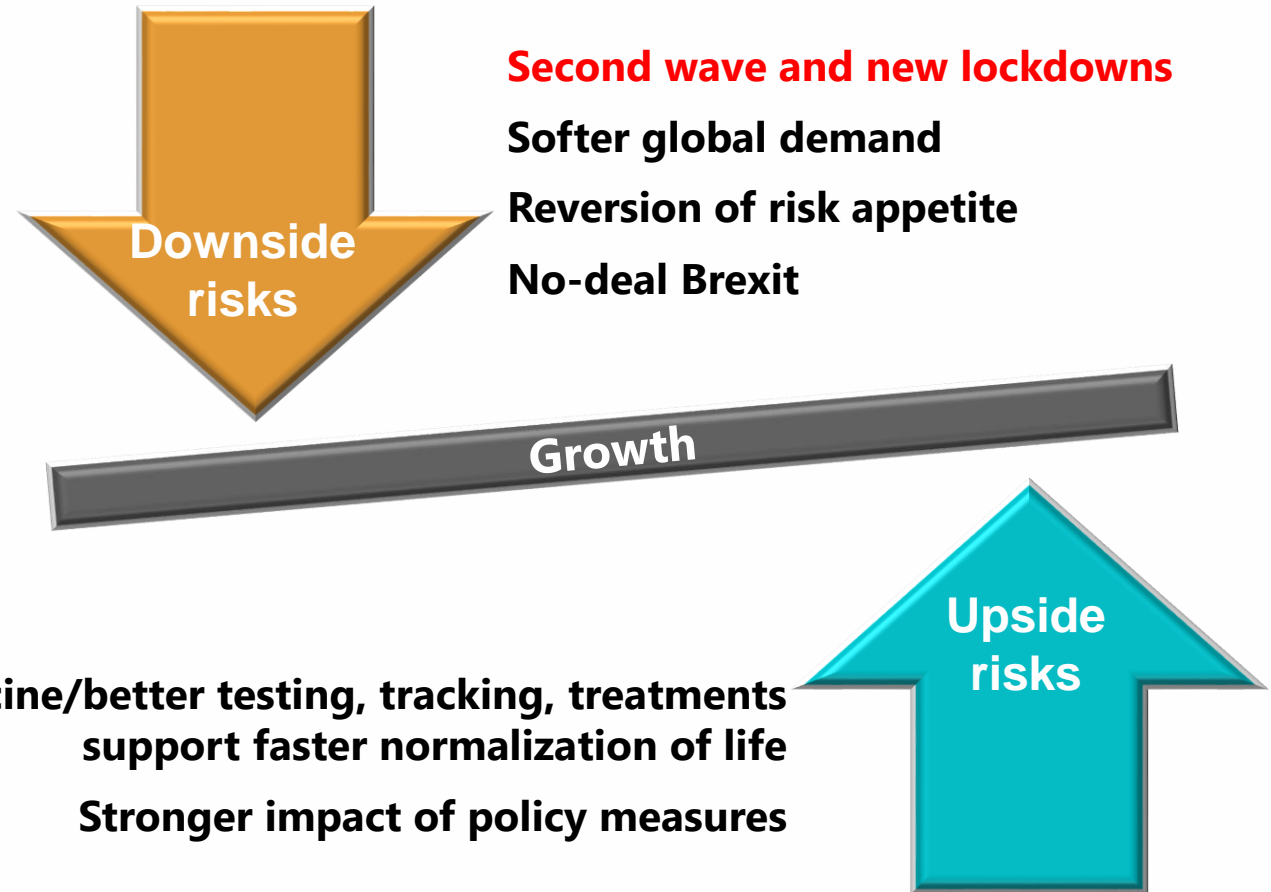 Second wave and new lockdowns
Softer global demand
Reversion of risk appetite
No-deal Brexit
Downside
risks
Growth
Upside
risks
ine/better testing, tracking, treatments
support faster normalization of life
Stronger impact of policy measures